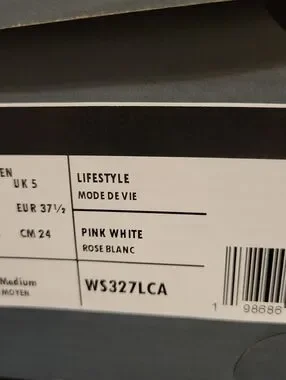 EN
UK 5
EUR 37½
CM 24
Medium
MOYEN
LIFESTYLE
MODE DE VIE
PINK WHITE
ROSE BLANC
WS327LCA
1 98686